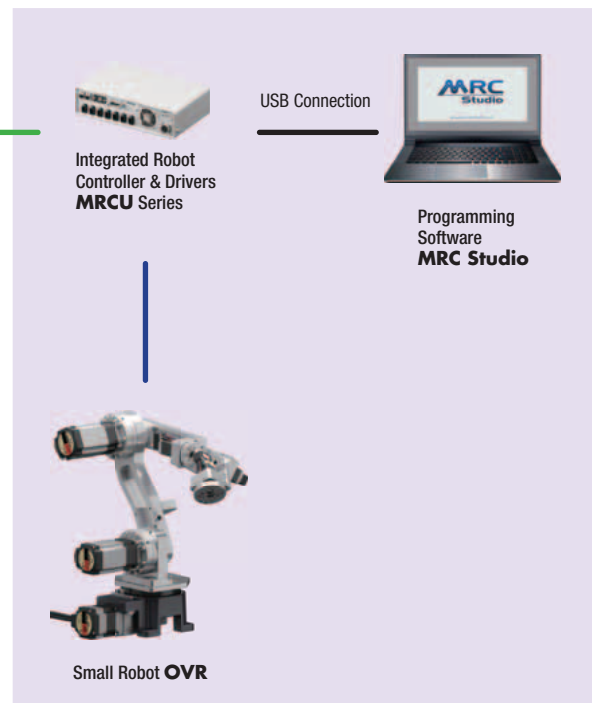 USB Connection
MRC
Studio
Integrated Robot
Controller & Drivers
MRCU Series
Programming
Software
MRC Studio
Small Robot OVR